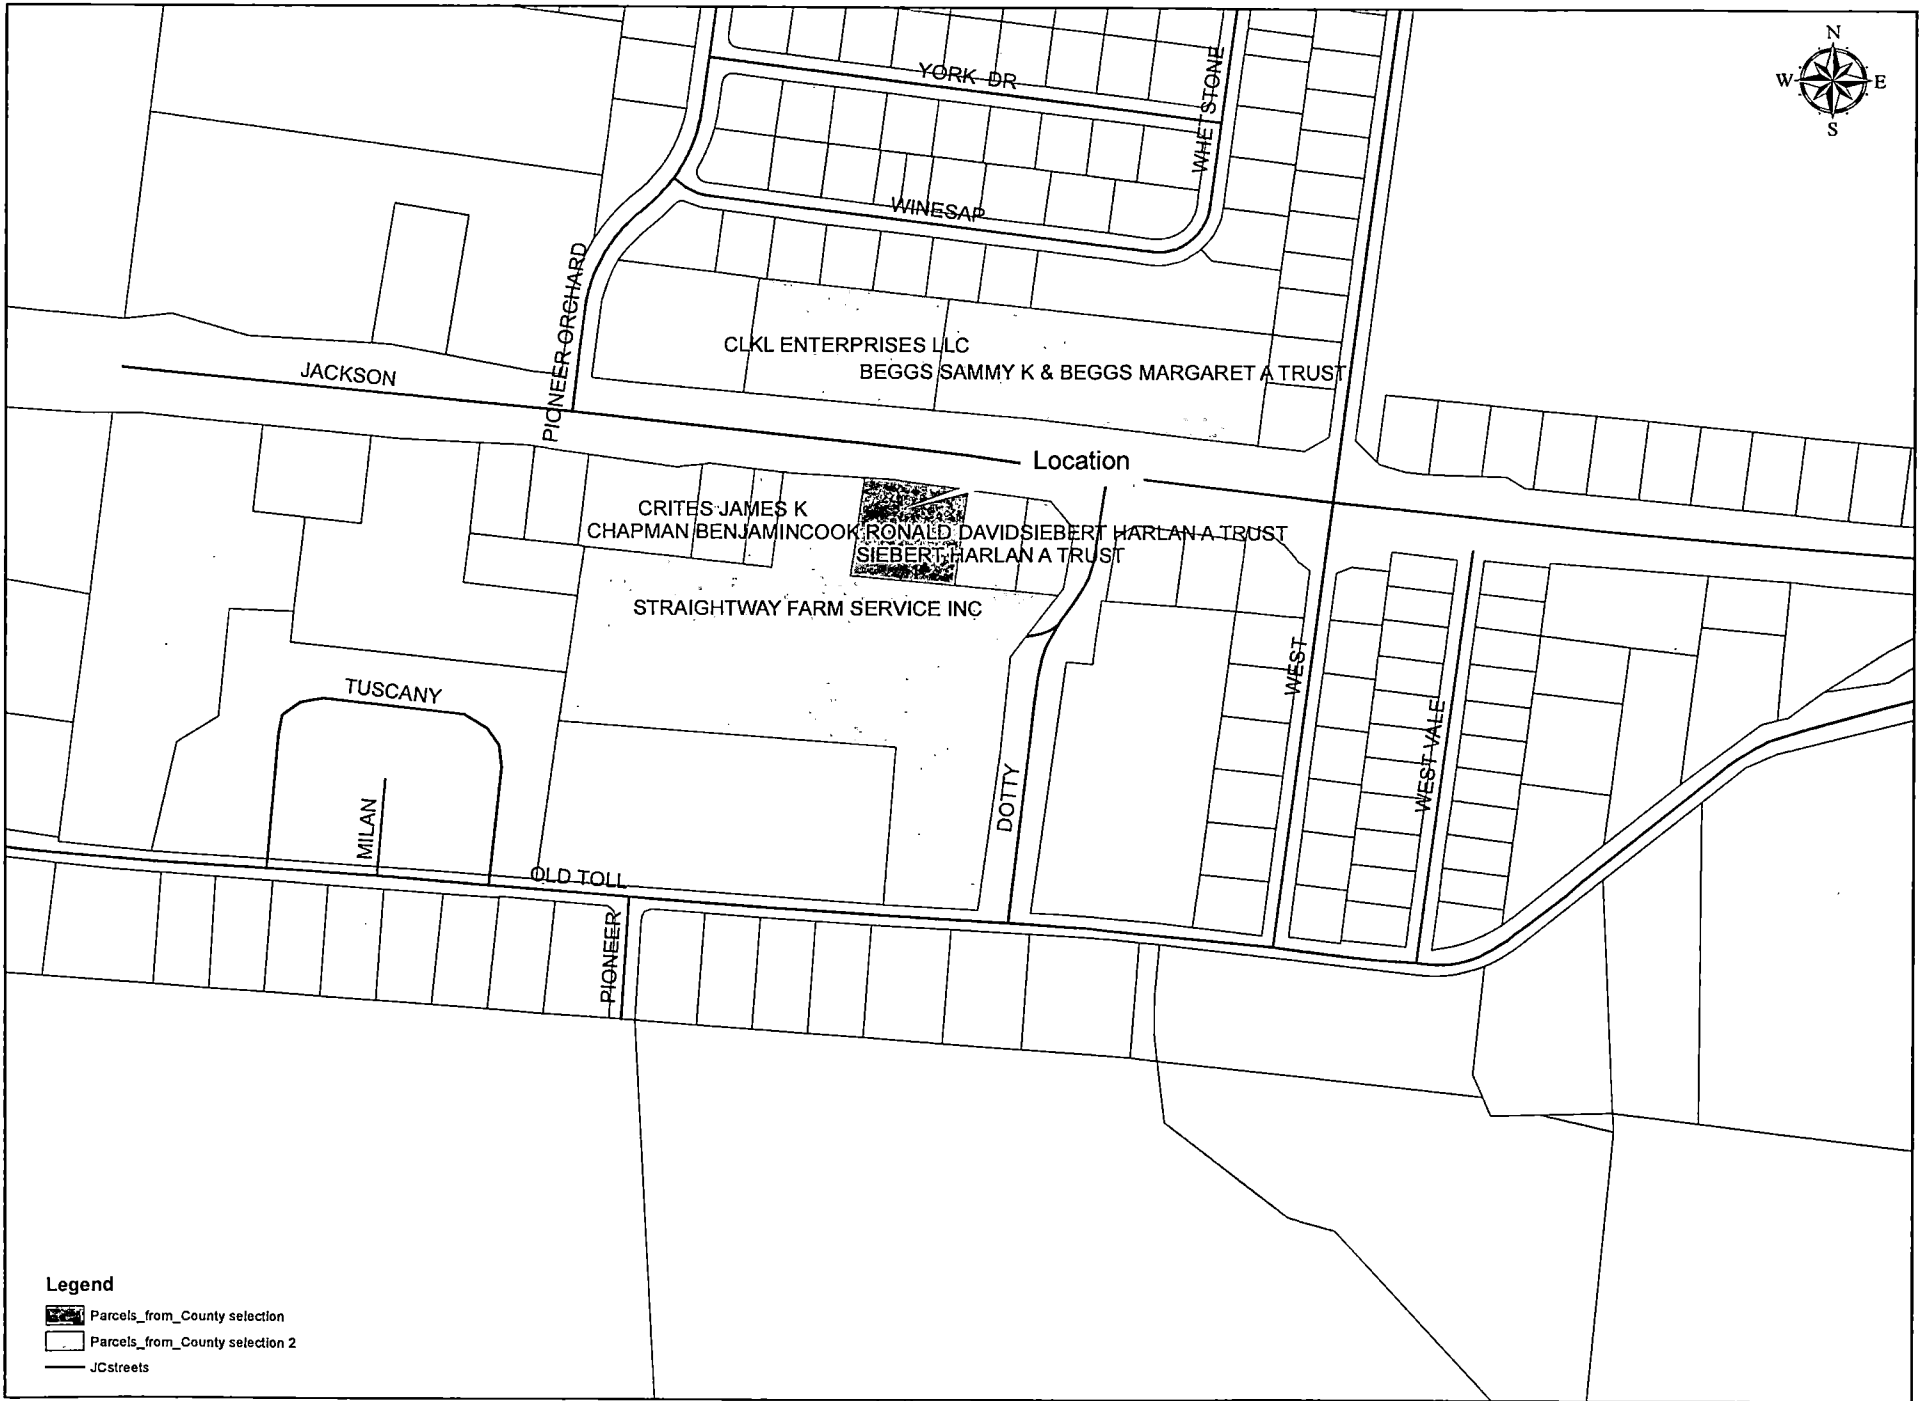 N
W E
S
YORK DR
WHETSTONE
WINESAP
PIONEER ORCHARD
CLKL ENTERPRISES LLC
BEGGS SAMMY K & BEGGS MARGARET A TRUST
JACKSON
Location
CRITES JAMES K
CHAPMAN BENJAMINCOOK RONALD DAVIDSIEBERT HARLAN A TRUST
SIEBERT HARLAN A TRUST
STRAIGHTWAY FARM SERVICE INC
WEST
TUSCANY
WEST VALE
DOTTY
MILAN
OLD TOLL
PIONEER
Legend
Parcels_from_County selection
Parcels_from_County selection 2
JCstreets